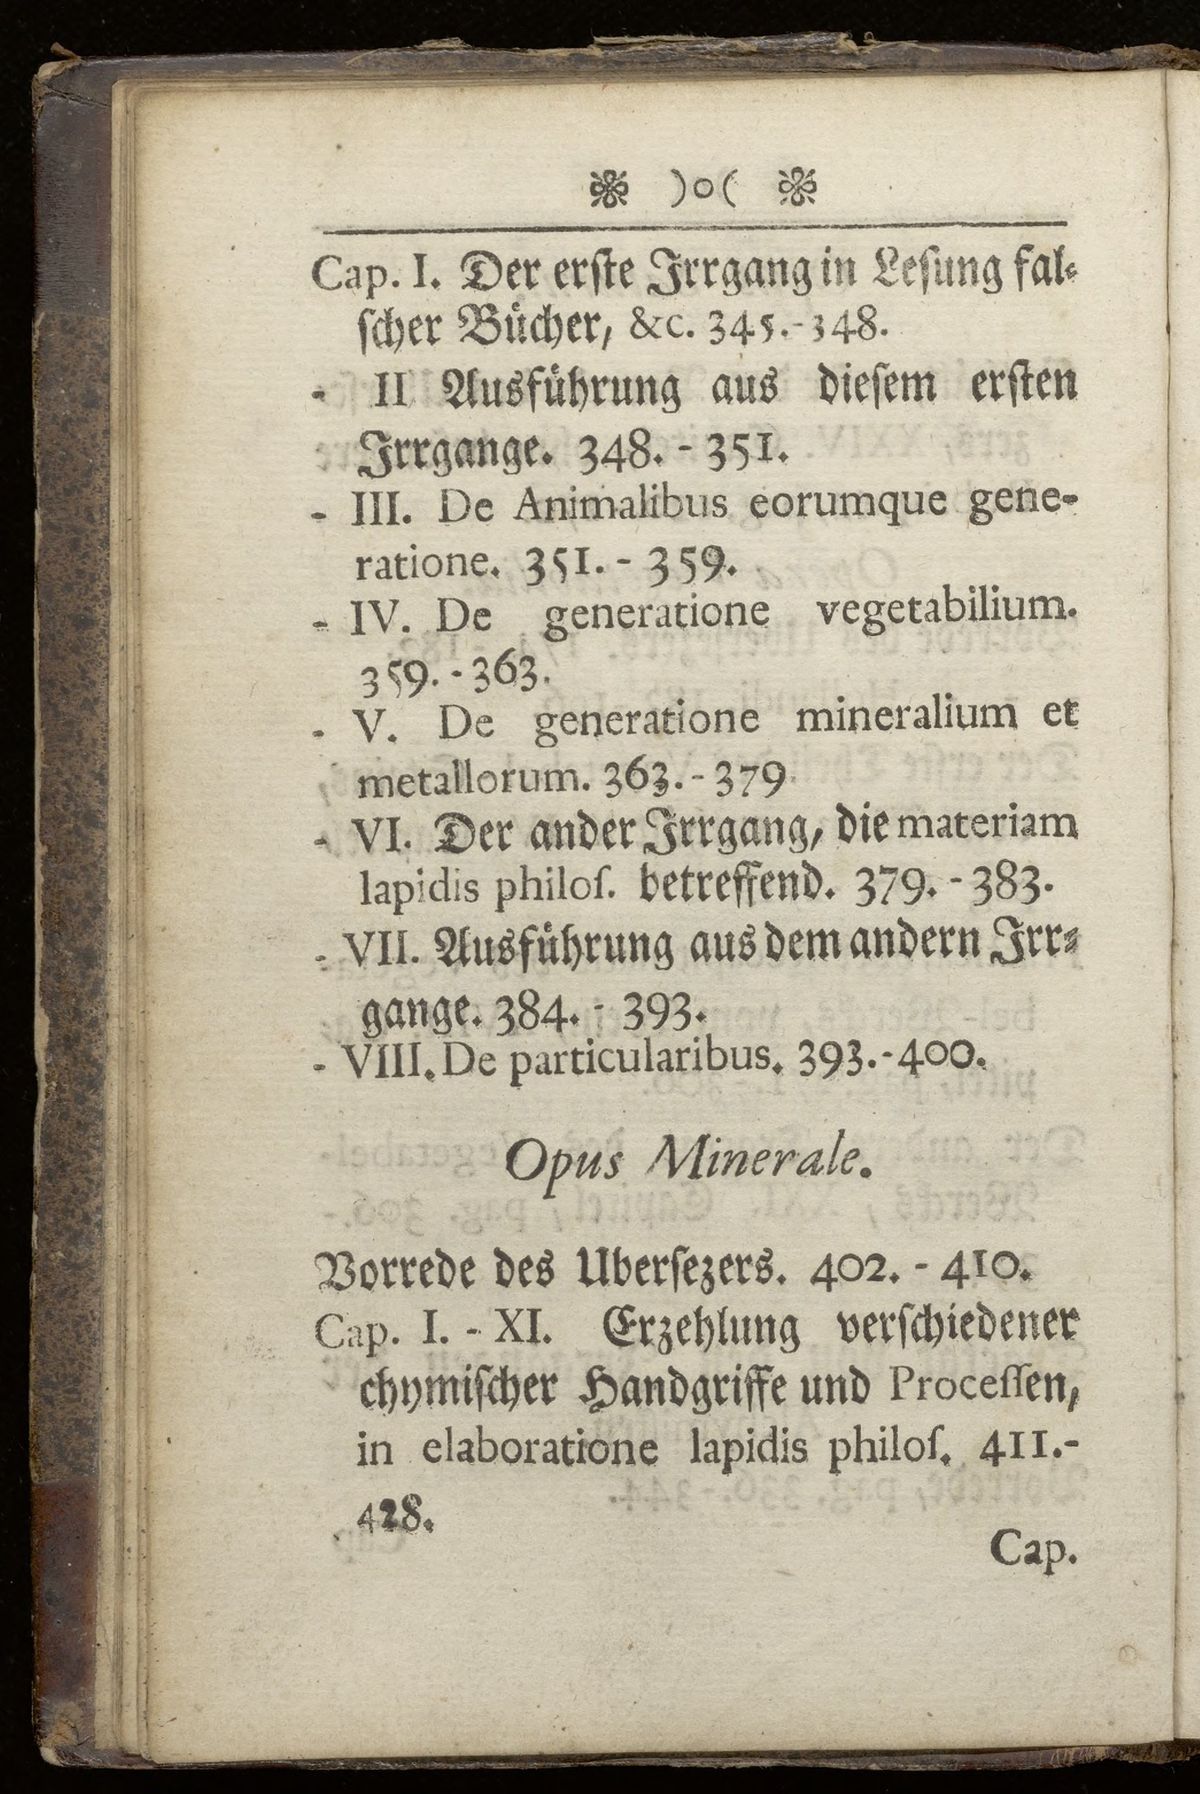 )o(
Cap. I. Der erſte Irrgang in Leſung fal-
ſcher Bücher, &c. 345.-348.
- II Ausführung aus dieſem erſten
Irrgange. 348. - 351.
- III. De Animalibus eorumque gene-
ratione. 351. - 359.
- IV. De generatione vegetabilium.
359. - 363.
- V. De generatione mineralium et
metallorum. 363. - 379
- VI. Der ander Irrgang, die materiam
lapidis philoſ. betreffend. 379. - 383.
- VII. Ausführung aus dem andern Irr-
gange. 384. - 393.
- VIII. De particularibus. 393.-400.
Opus Minerale.
Vorrede des Uberſezers. 402. - 410.
Cap. I. - XI. Erzehlung verſchiedener
chymiſcher Handgriffe und Proceſſen,
in elaboratione lapidis philoſ. 411.-
428.
Cap.